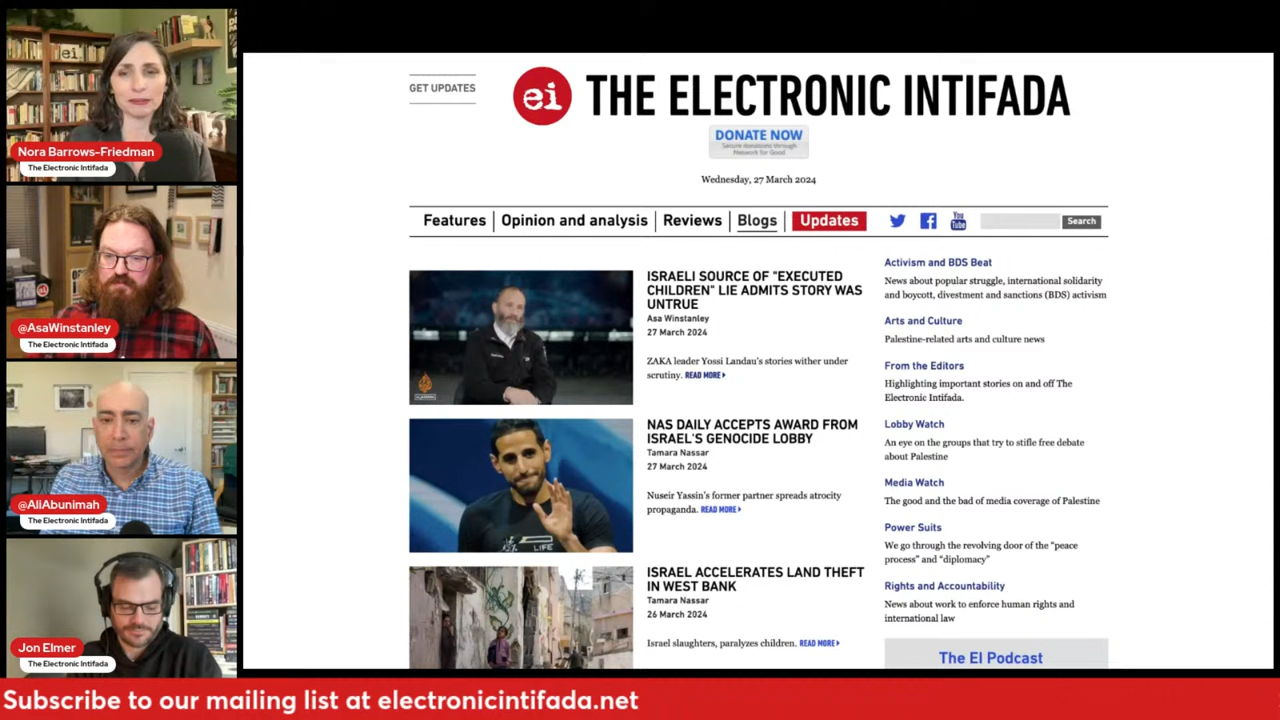 Nora Barrows-Friedman
The Electronic Intifada
@AsaWinstanley
The Electronic Intifada
@AliAbunimah
The Electronic Intifada
Jon Elmer
The Electronic Intifada
GET UPDATES
ei THE ELECTRONIC INTIFADA
DONATE NOW
Secure donations through
Network for Good
Wednesday, 27 March 2024
Features Opinion and analysis Reviews Blogs Updates You Tube Search
ISRAELI SOURCE OF "EXECUTED
CHILDREN" LIE ADMITS STORY WAS
UNTRUE
Asa Winstanley
27 March 2024
ZAKA leader Yossi Landau's stories wither under
scrutiny. READ MORE
NAS DAILY ACCEPTS AWARD FROM
ISRAEL'S GENOCIDE LOBBY
Tamara Nassar
27 March 2024
Nuseir Yassin's former partner spreads atrocity
propaganda. READ MORE
LIFE
ISRAEL ACCELERATES LAND THEFT
IN WEST BANK
Tamara Nassar
26 March 2024
Israel slaughters, paralyzes children. READ MORE
Activism and BDS Beat
News about popular struggle, international solidarity
and boycott, divestment and sanctions (BDS) activism
Arts and Culture
Palestine-related arts and culture news
From the Editors
Highlighting important stories on and off The
Electronic Intifada.
Lobby Watch
An eye on the groups that try to stifle free debate
about Palestine
Media Watch
The good and the bad of media coverage of Palestine
Power Suits
We go through the revolving door of the "peace
process" and "diplomacy"
Rights and Accountability
News about work to enforce human rights and
international law
The EI Podcast
Subscribe to our mailing list at electronicintifada.net